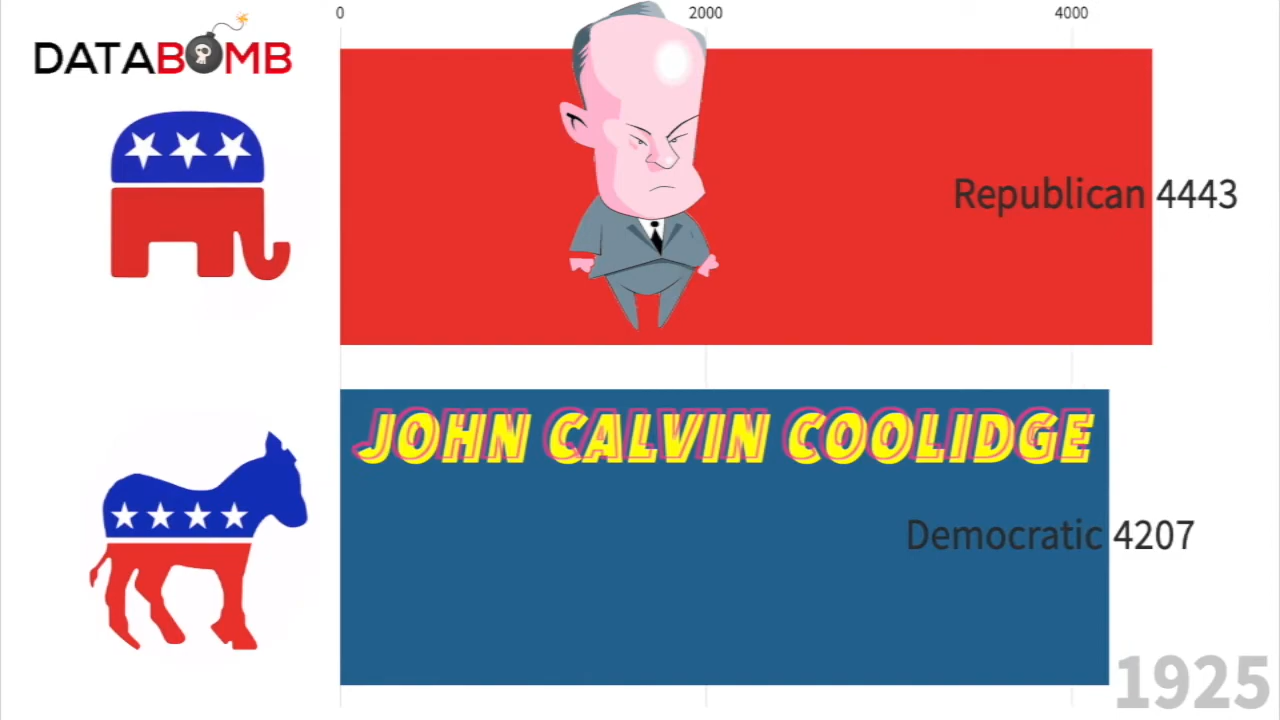 0 2000 4000
DATABOMB
Republican 4443
JOHN CALVIN COOLIDGE
Democratic 4207
1925